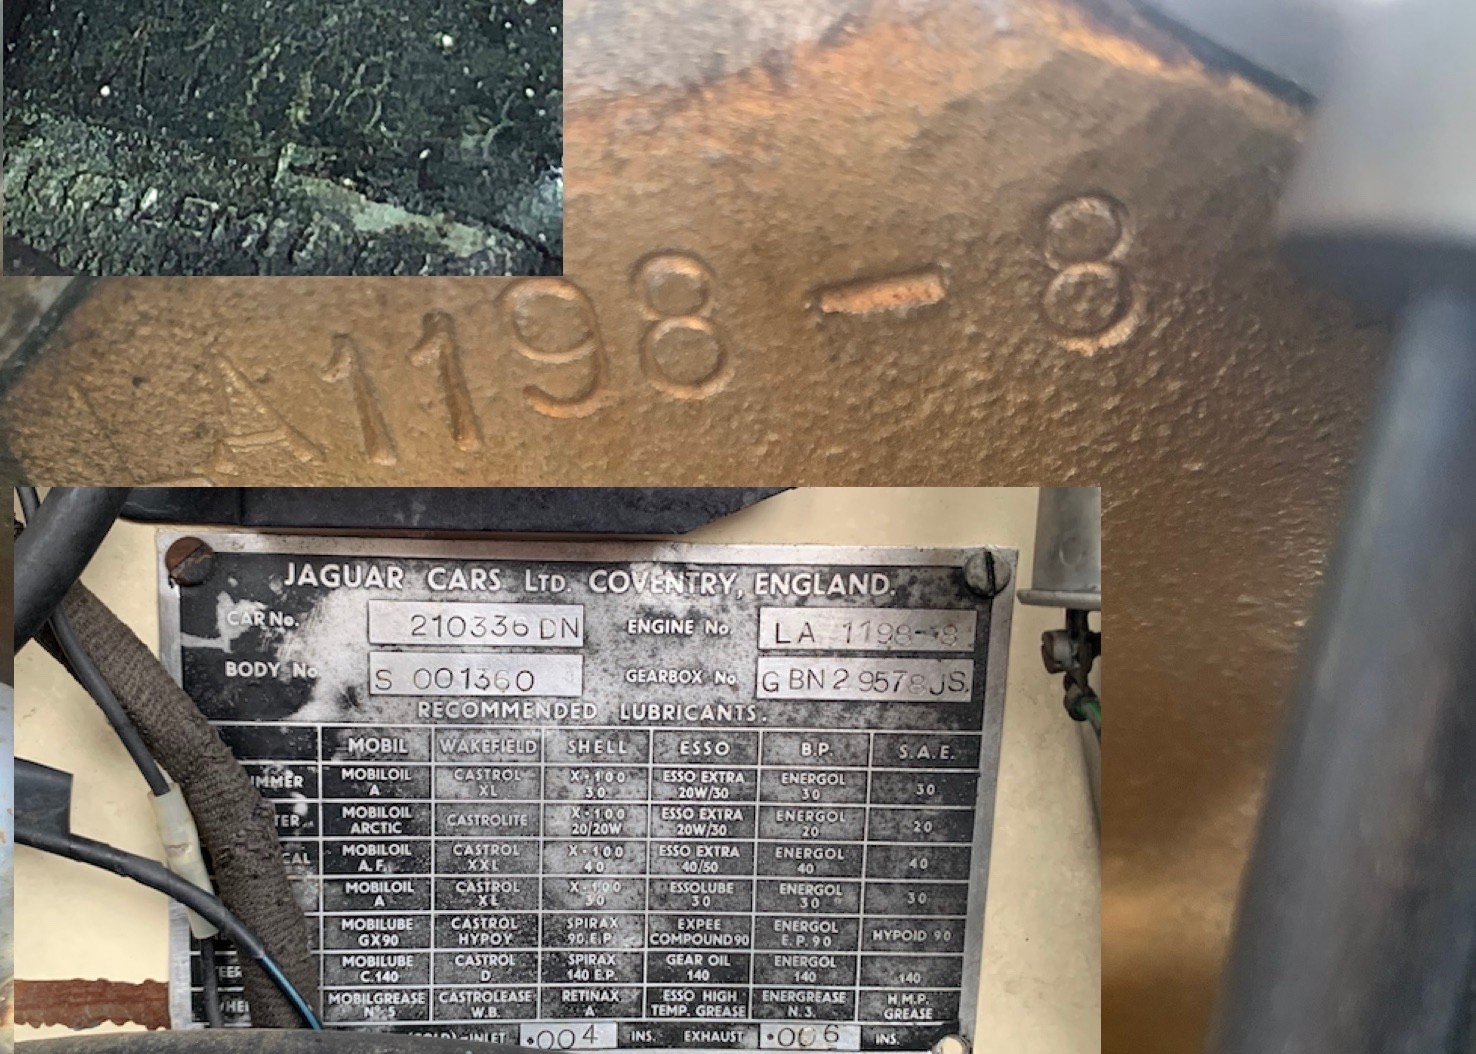 A1198-8
JAGUAR CARS LTD. COVENTRY, ENGLAND.
CAR No. 210336 DN ENGINE No. LA 1198-8
BODY No. S 001360 GEARBOX No. GBN 29578JS.
RECOMMENDED LUBRICANTS.
MOBIL WAKEFIELD SHELL ESSO B.P. S.A.E.
MOBILOIL A CASTROL XL X-100 30 ESSO EXTRA 20W/30 ENERGOL 30 30
MOBILOIL ARCTIC CASTROLITE X-100 20/20W ESSO EXTRA 20W/30 ENERGOL 20 20
MOBILOIL A.F. CASTROL XXL X-100 40 ESSO EXTRA 40/50 ENERGOL 40 40
MOBILOIL A CASTROL XL X-100 30 ESSOLUBE 30 ENERGOL 30 30
MOBILUBE GX90 CASTROL HYPOY SPIRAX 90.E.P. EXPEE COMPOUND90 ENERGOL E.P.90 HYPOID 90
MOBILUBE C.140 CASTROL D. SPIRAX 140 E.P. GEAR OIL 140 ENERGOL 140 140
MOBILGREASE No 5 CASTROLEASE W.B. RETINAX A ESSO HIGH TEMP. GREASE ENERGREASE N.3. H.M.P. GREASE
INLET .004 INS. EXHAUST .006 INS.